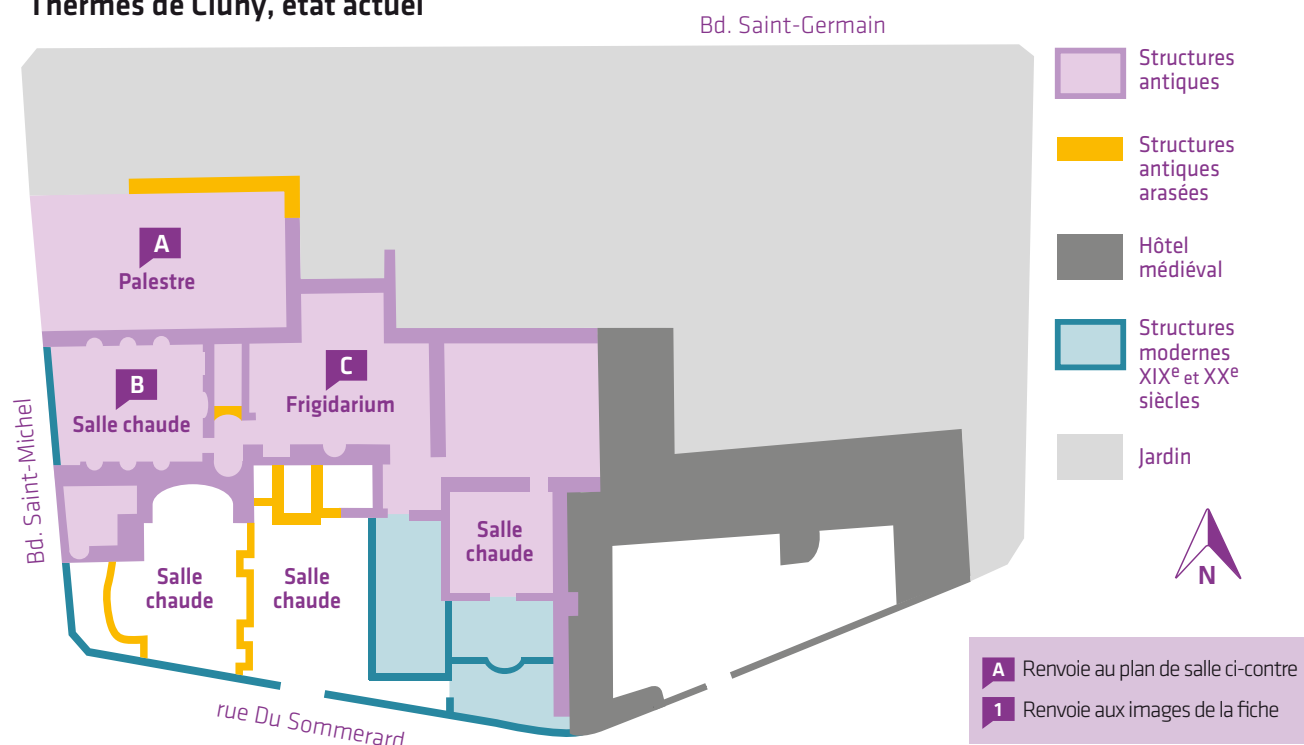 Thermes de Cluny, état actuel
Bd. Saint-Germain
Structures
antiques
Structures
antiques
arasées
Hôtel
médiéval
Structures
modernes
XIXe et XXe
siècles
Jardin
N
A
Palestre
B
Salle chaude
C
Frigidarium
Salle
chaude
Salle
chaude
Salle
chaude
Bd. Saint-Michel
rue Du Sommerard
A Renvoie au plan de salle ci-contre
1 Renvoie aux images de la fiche